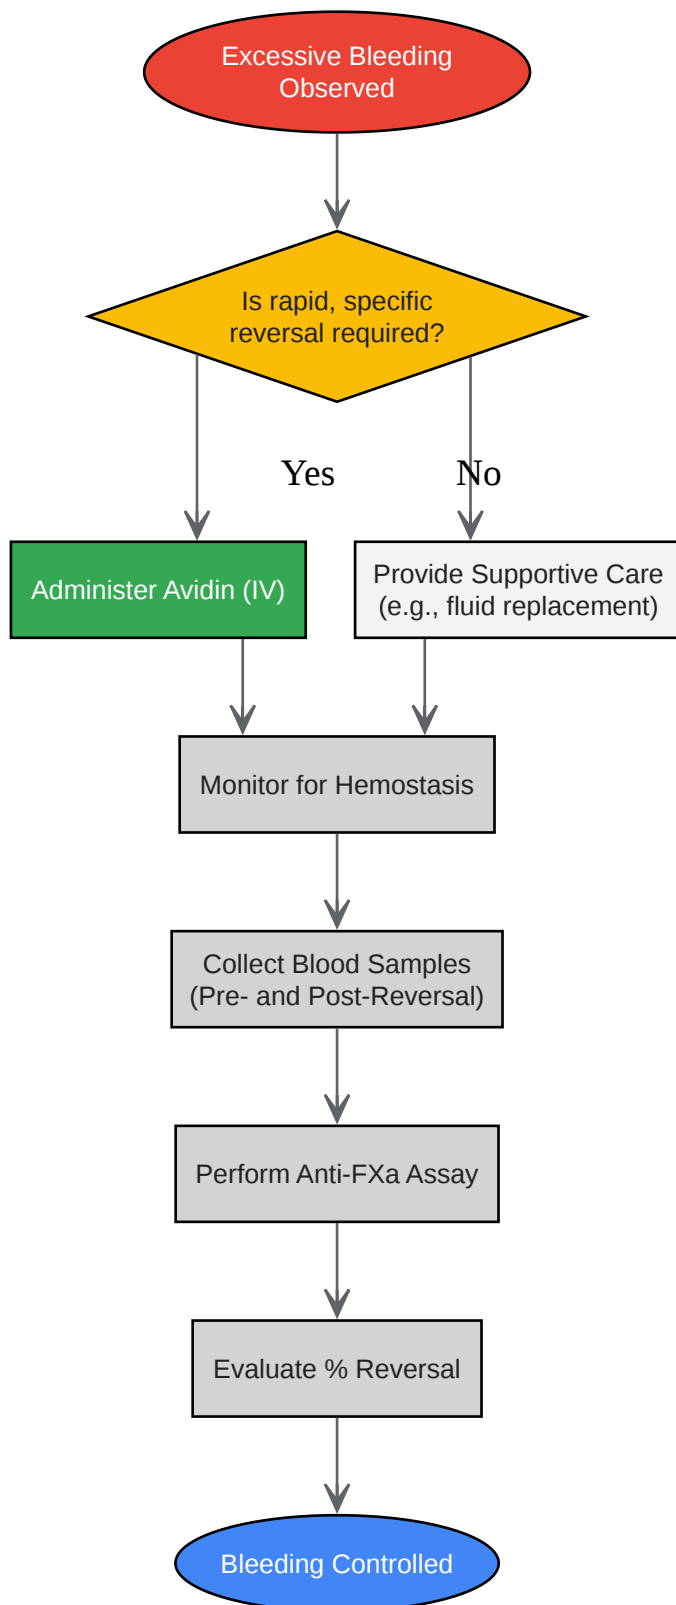 Excessive Bleeding
Observed
Is rapid, specific
reversal required?
Yes
No
Administer Avidin (IV)
Provide Supportive Care
(e.g., fluid replacement)
Monitor for Hemostasis
Collect Blood Samples
(Pre- and Post-Reversal)
Perform Anti-FXa Assay
Evaluate % Reversal
Bleeding Controlled